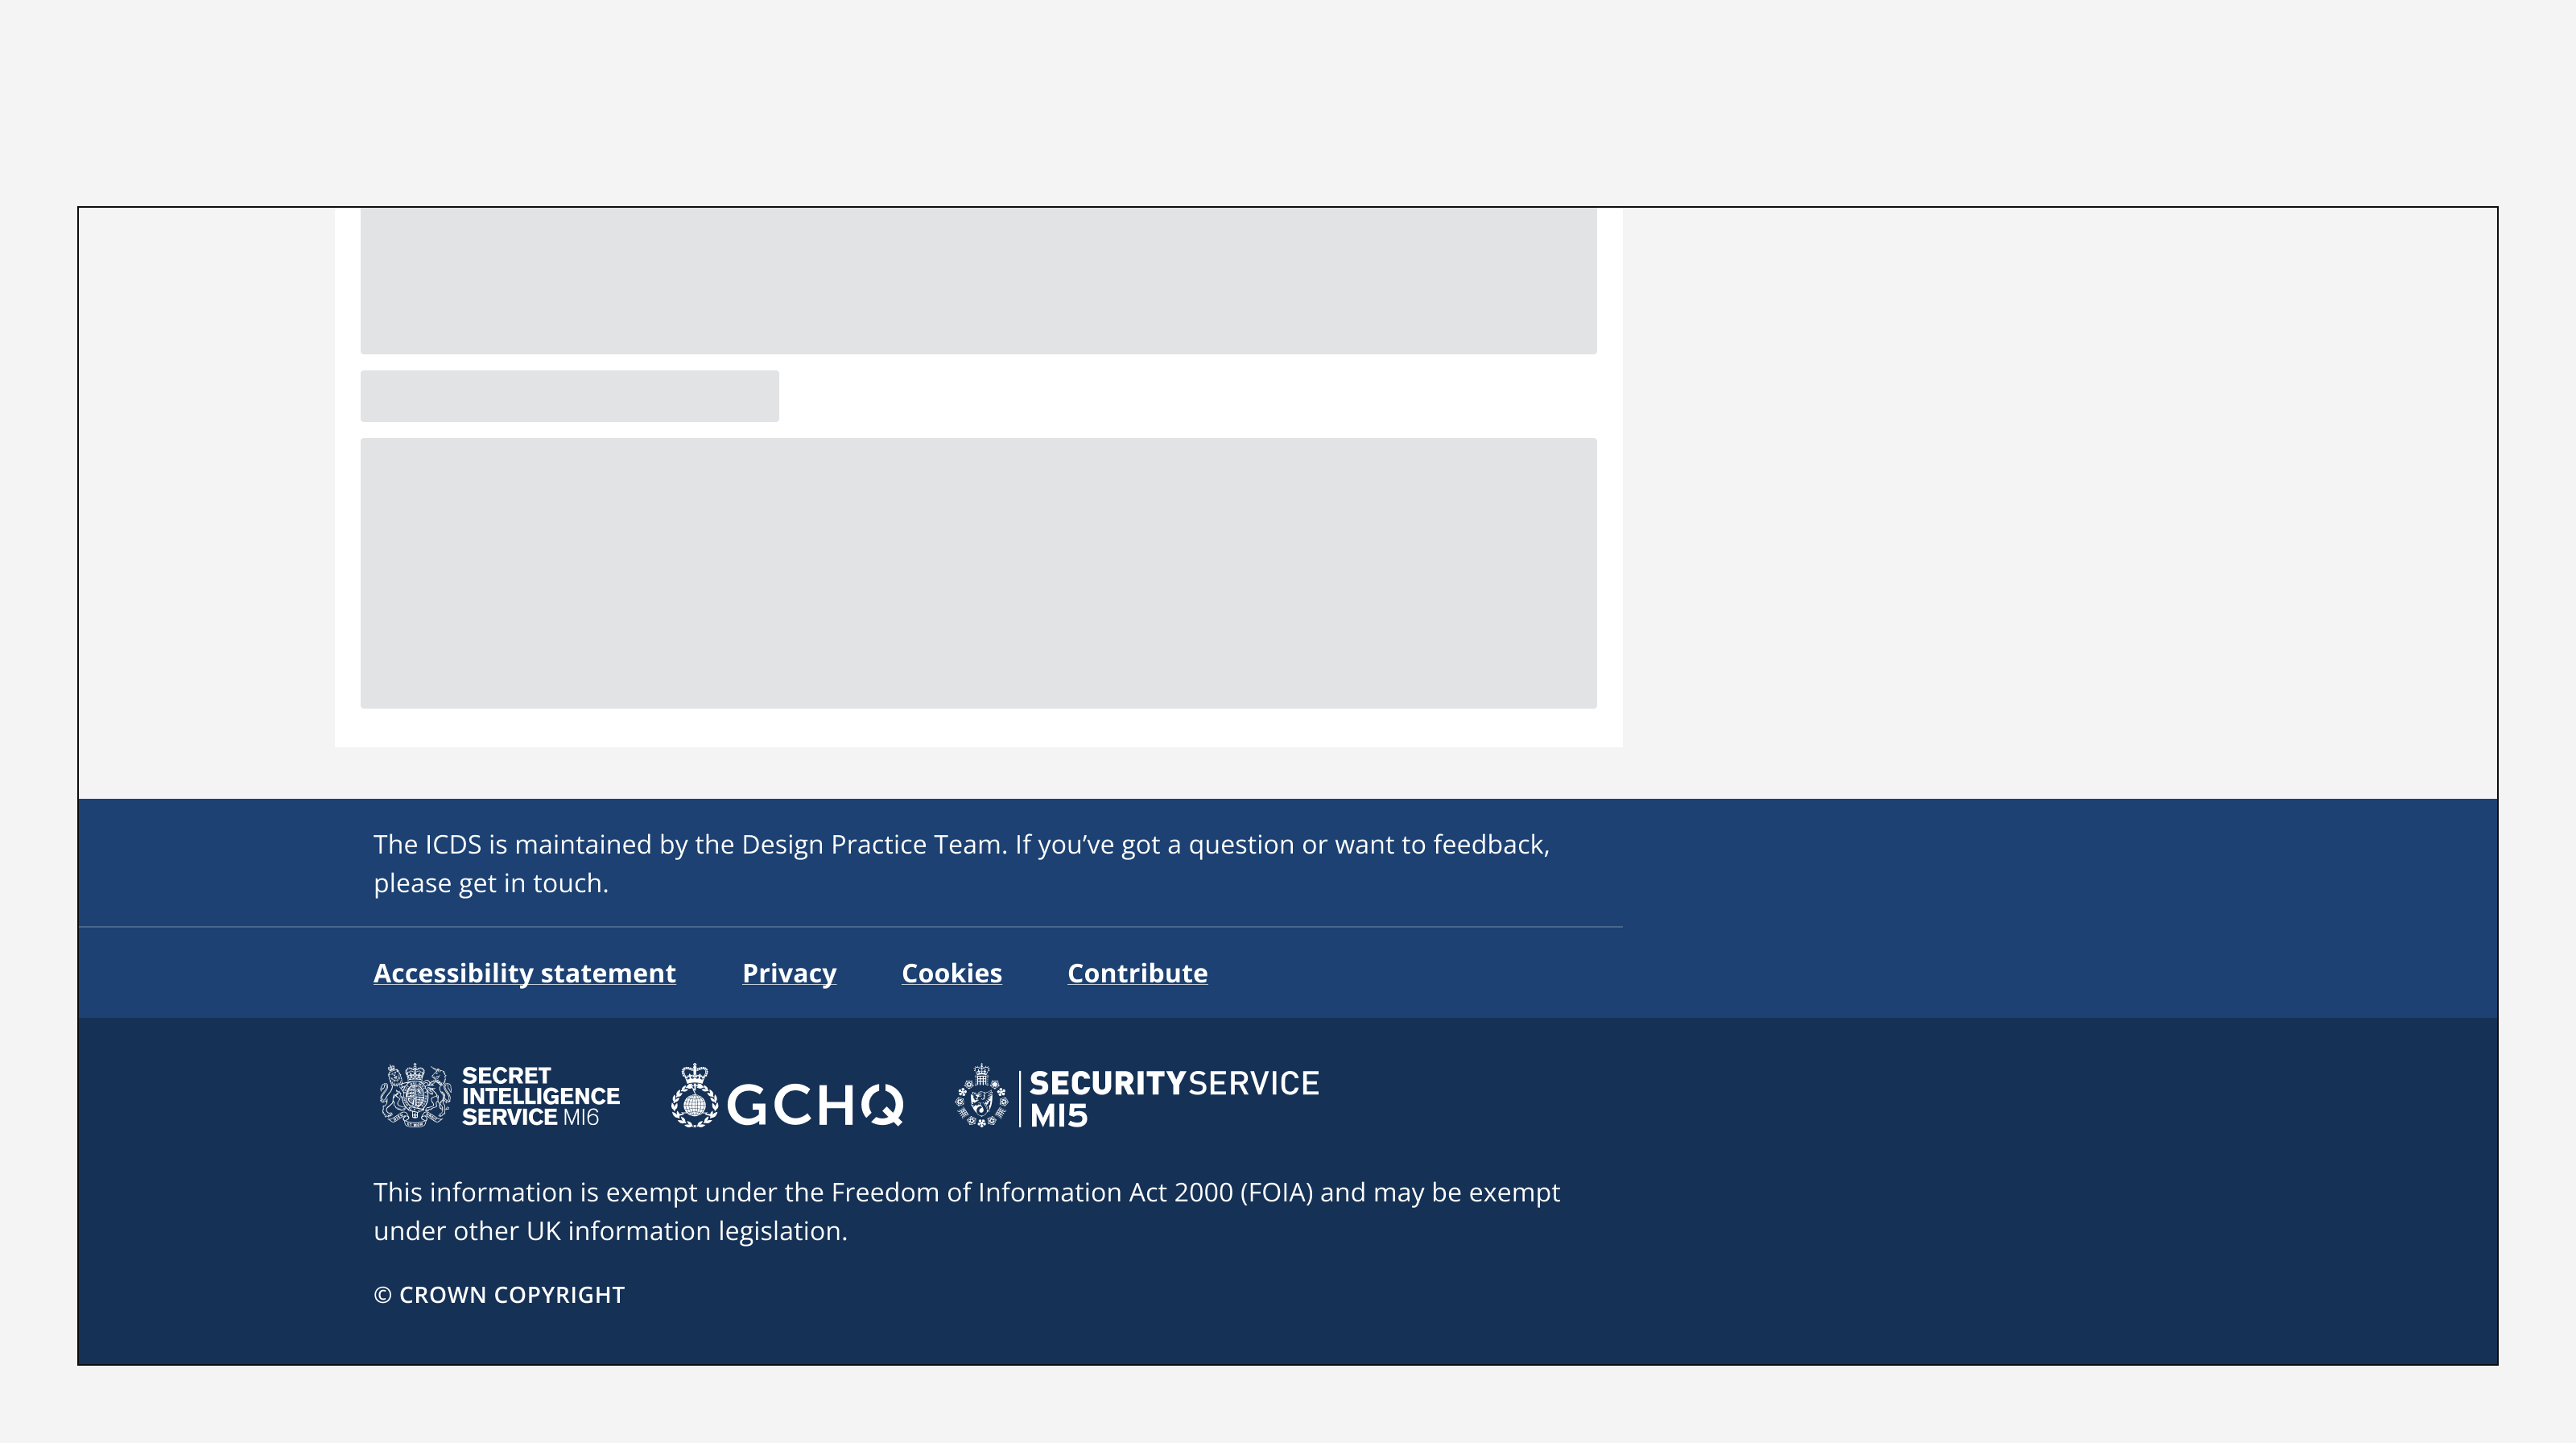 The ICDS is maintained by the Design Practice Team. If you’ve got a question or want to feedback,
please get in touch.
Accessibility statement Privacy Cookies Contribute
SECRET
INTELLIGENCE
SERVICE MI6
GCHQ
SECURITYSERVICE
MI5
This information is exempt under the Freedom of Information Act 2000 (FOIA) and may be exempt
under other UK information legislation.
© CROWN COPYRIGHT